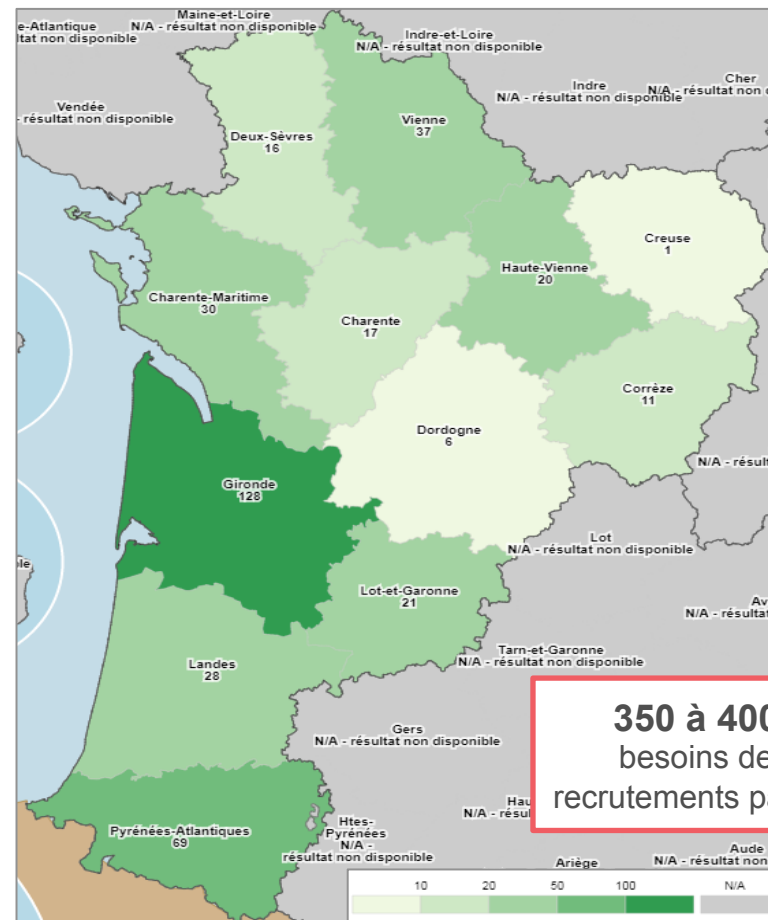 Maine-et-Loire
N/A - résultat non disponible
e-Atlantique
ltat non disponible
Indre-et-Loire
N/A - résultat non disponible
Cher
N/A - résultat non
Indre
N/A - résultat non disponible
Vendée
- résultat non disponible
Vienne
37
Deux-Sèvres
16
Creuse
1
Haute-Vienne
20
Charente-Maritime
30
Charente
17
Corrèze
11
Dordogne
6
N/A - résult
Gironde
128
Lot
N/A - résultat non disponible
Lot-et-Garonne
21
Av
N/A - résultat
Tarn-et-Garonne
N/A - résultat non disponible
Landes
28
350 à 400
besoins de
recrutements pa
Gers
N/A - résultat non disponible
Hau
N/A - résul
Pyrénées-Atlantiques
69
Htes-
Pyrénées
N/A -
résultat non disponible
Ariège
Aude
N/A - résultat non
10 20 50 100 N/A